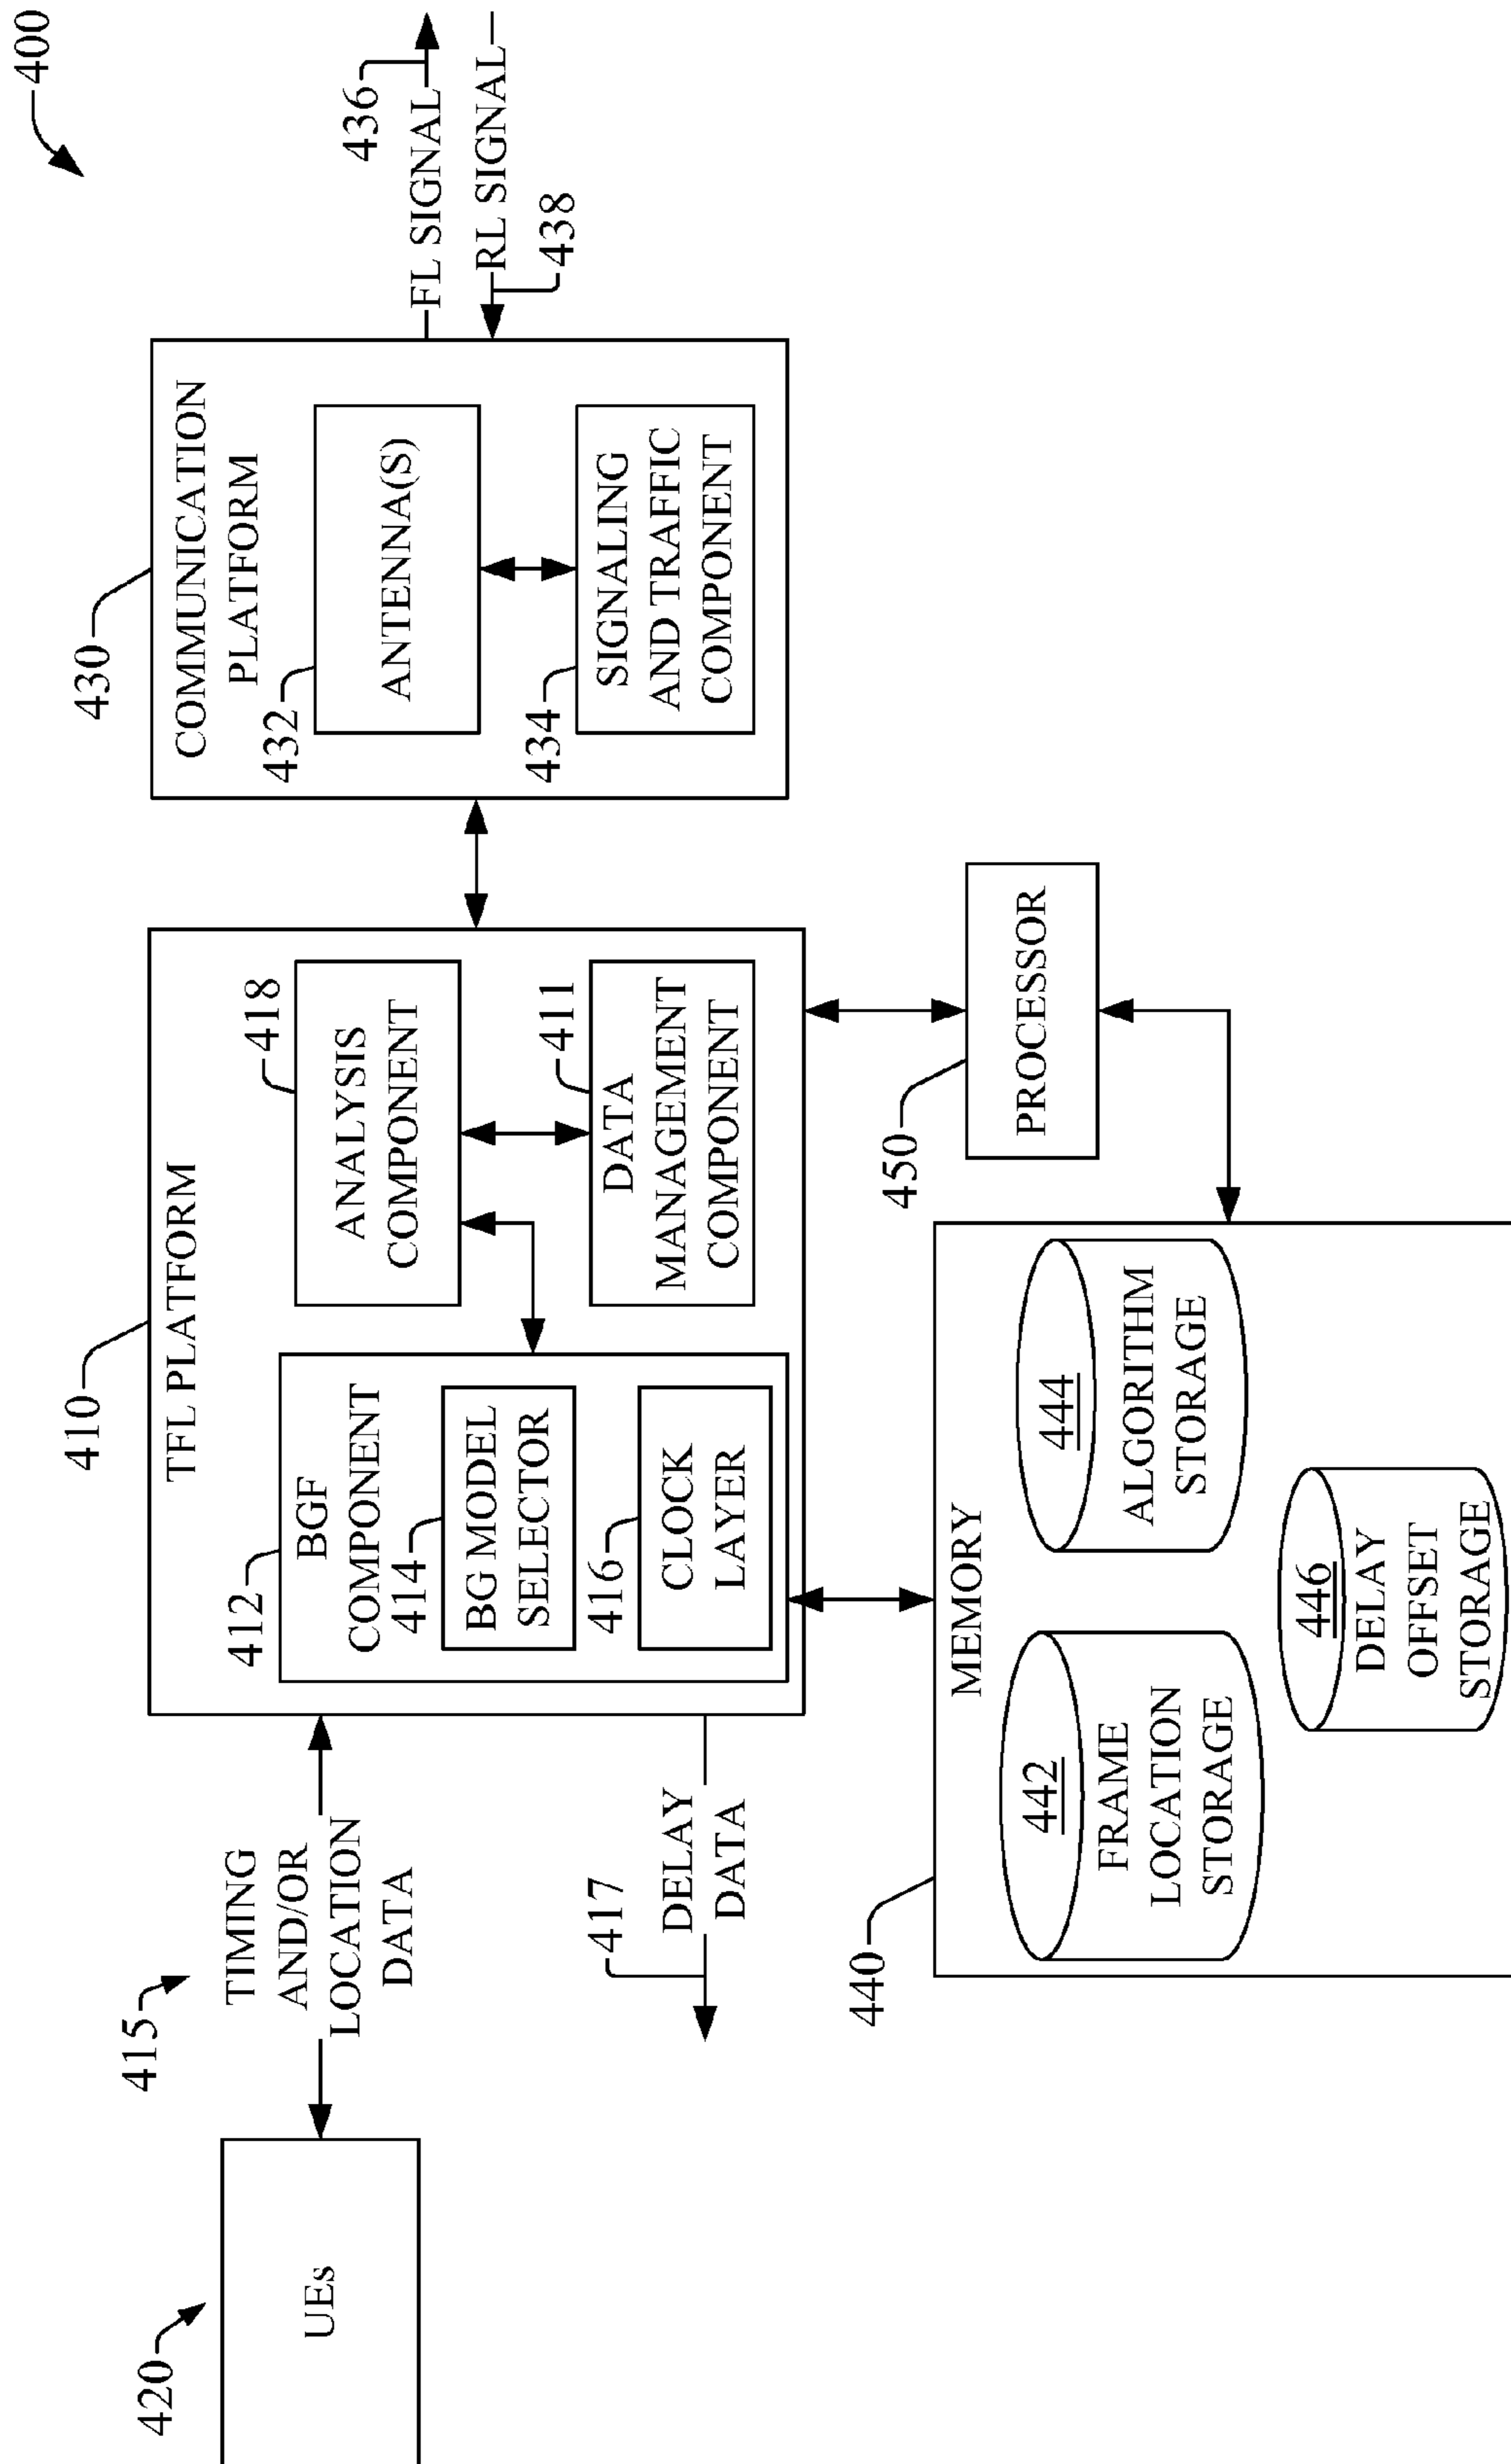 400
420
UEs
415
TIMING
AND/OR
LOCATION
DATA
417
DELAY
DATA
410
TFL PLATFORM
412
BGF
COMPONENT
414
BG MODEL
SELECTOR
416
CLOCK
LAYER
418
ANALYSIS
COMPONENT
411
DATA
MANAGEMENT
COMPONENT
430
COMMUNICATION
PLATFORM
432
ANTENNA(S)
434
SIGNALING
AND TRAFFIC
COMPONENT
436
FL SIGNAL
RL SIGNAL
438
450
PROCESSOR
440
MEMORY
442
FRAME
LOCATION
STORAGE
444
ALGORITHM
STORAGE
446
DELAY
OFFSET
STORAGE